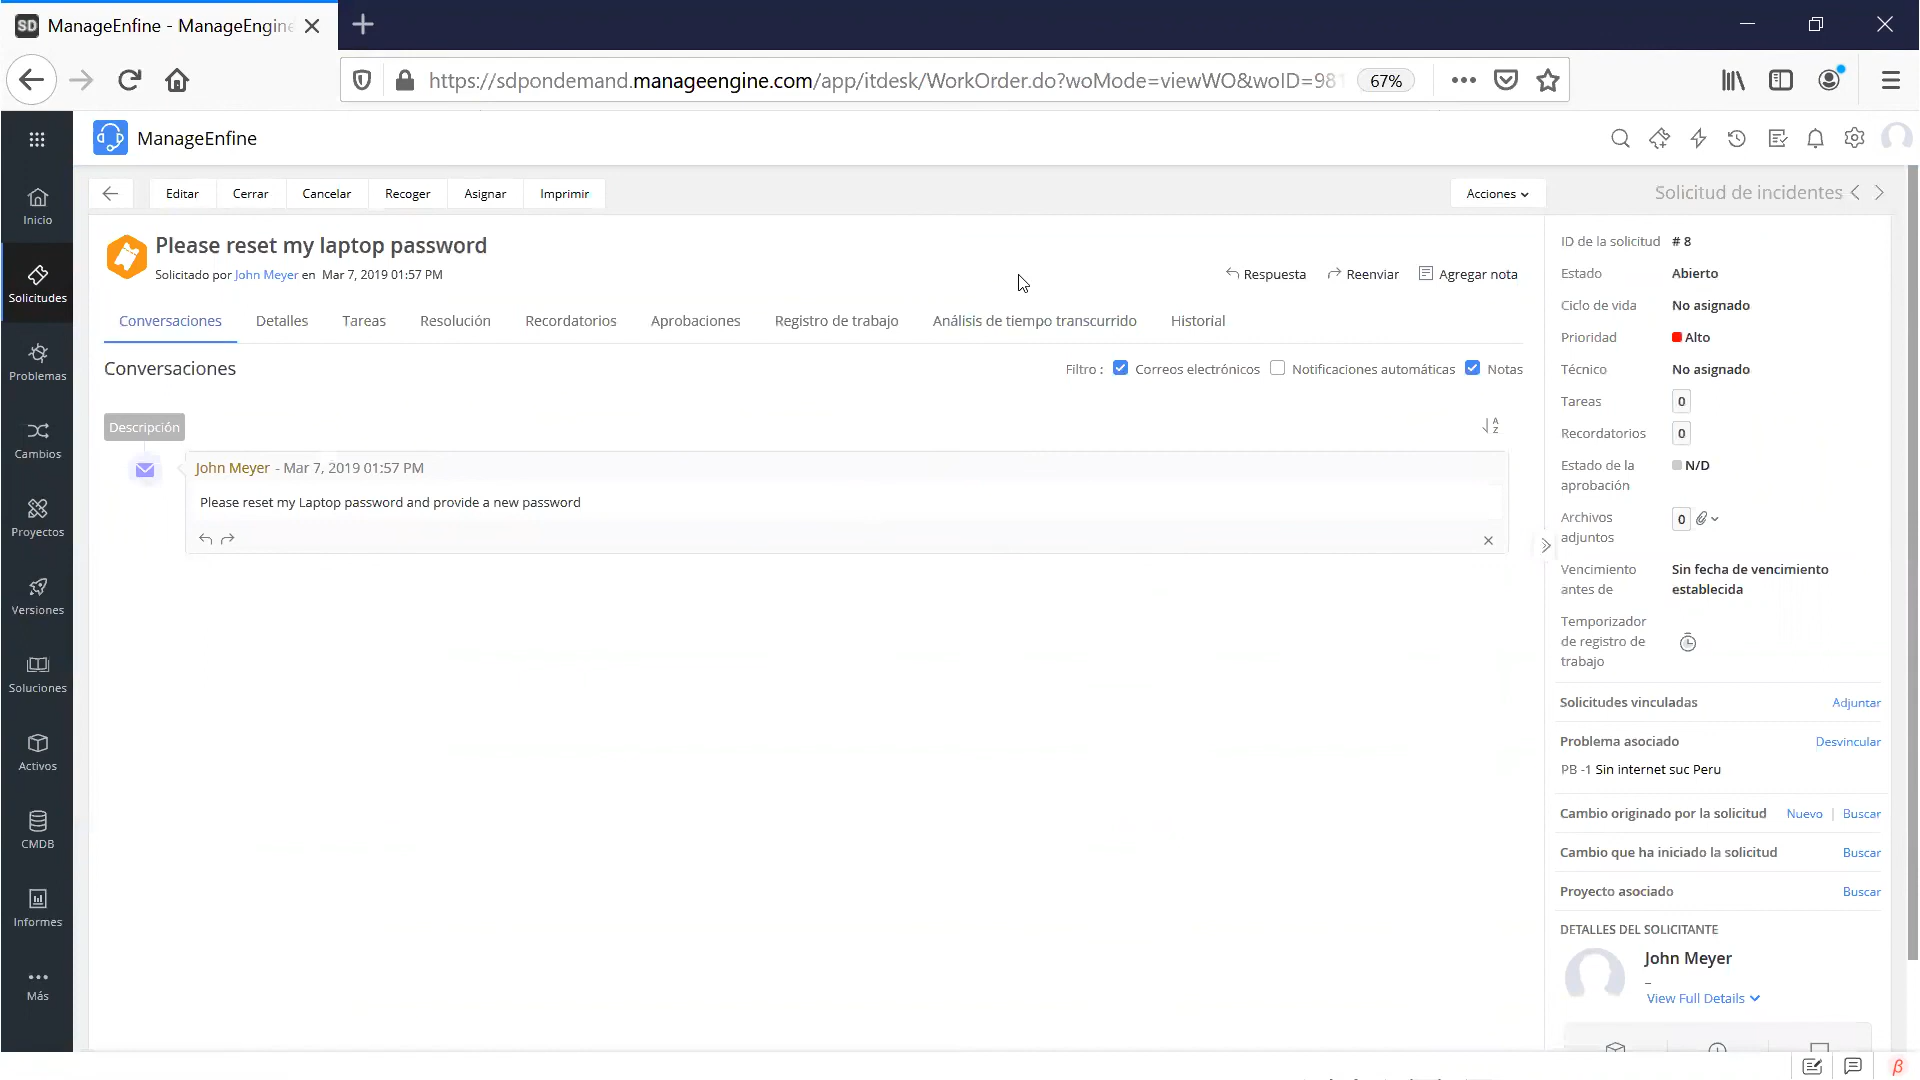 SD ManageEnfine - ManageEngine
https://sdpondemand.manageengine.com/app/itdesk/WorkOrder.do?woMode=viewWO&woID=981 67%
ManageEnfine
Editar Cerrar Cancelar Recoger Asignar Imprimir Acciones Solicitud de incidentes
Inicio
Solicitudes
Problemas
Cambios
Proyectos
Versiones
Soluciones
Activos
CMDB
Informes
Más
Please reset my laptop password
Solicitado por John Meyer en Mar 7, 2019 01:57 PM
Respuesta Reenviar Agregar nota
Conversaciones Detalles Tareas Resolución Recordatorios Aprobaciones Registro de trabajo Análisis de tiempo transcurrido Historial
Conversaciones
Filtro : Correos electrónicos Notificaciones automáticas Notas
Descripción
John Meyer - Mar 7, 2019 01:57 PM
Please reset my Laptop password and provide a new password
ID de la solicitud # 8
Estado Abierto
Ciclo de vida No asignado
Prioridad Alto
Técnico No asignado
Tareas 0
Recordatorios 0
Estado de la N/D
aprobación
Archivos 0
adjuntos
Vencimiento Sin fecha de vencimiento
antes de establecida
Temporizador
de registro de
trabajo
Solicitudes vinculadas Adjuntar
Problema asociado Desvincular
PB -1 Sin internet suc Peru
Cambio originado por la solicitud Nuevo | Buscar
Cambio que ha iniciado la solicitud Buscar
Proyecto asociado Buscar
DETALLES DEL SOLICITANTE
John Meyer
–
View Full Details
β